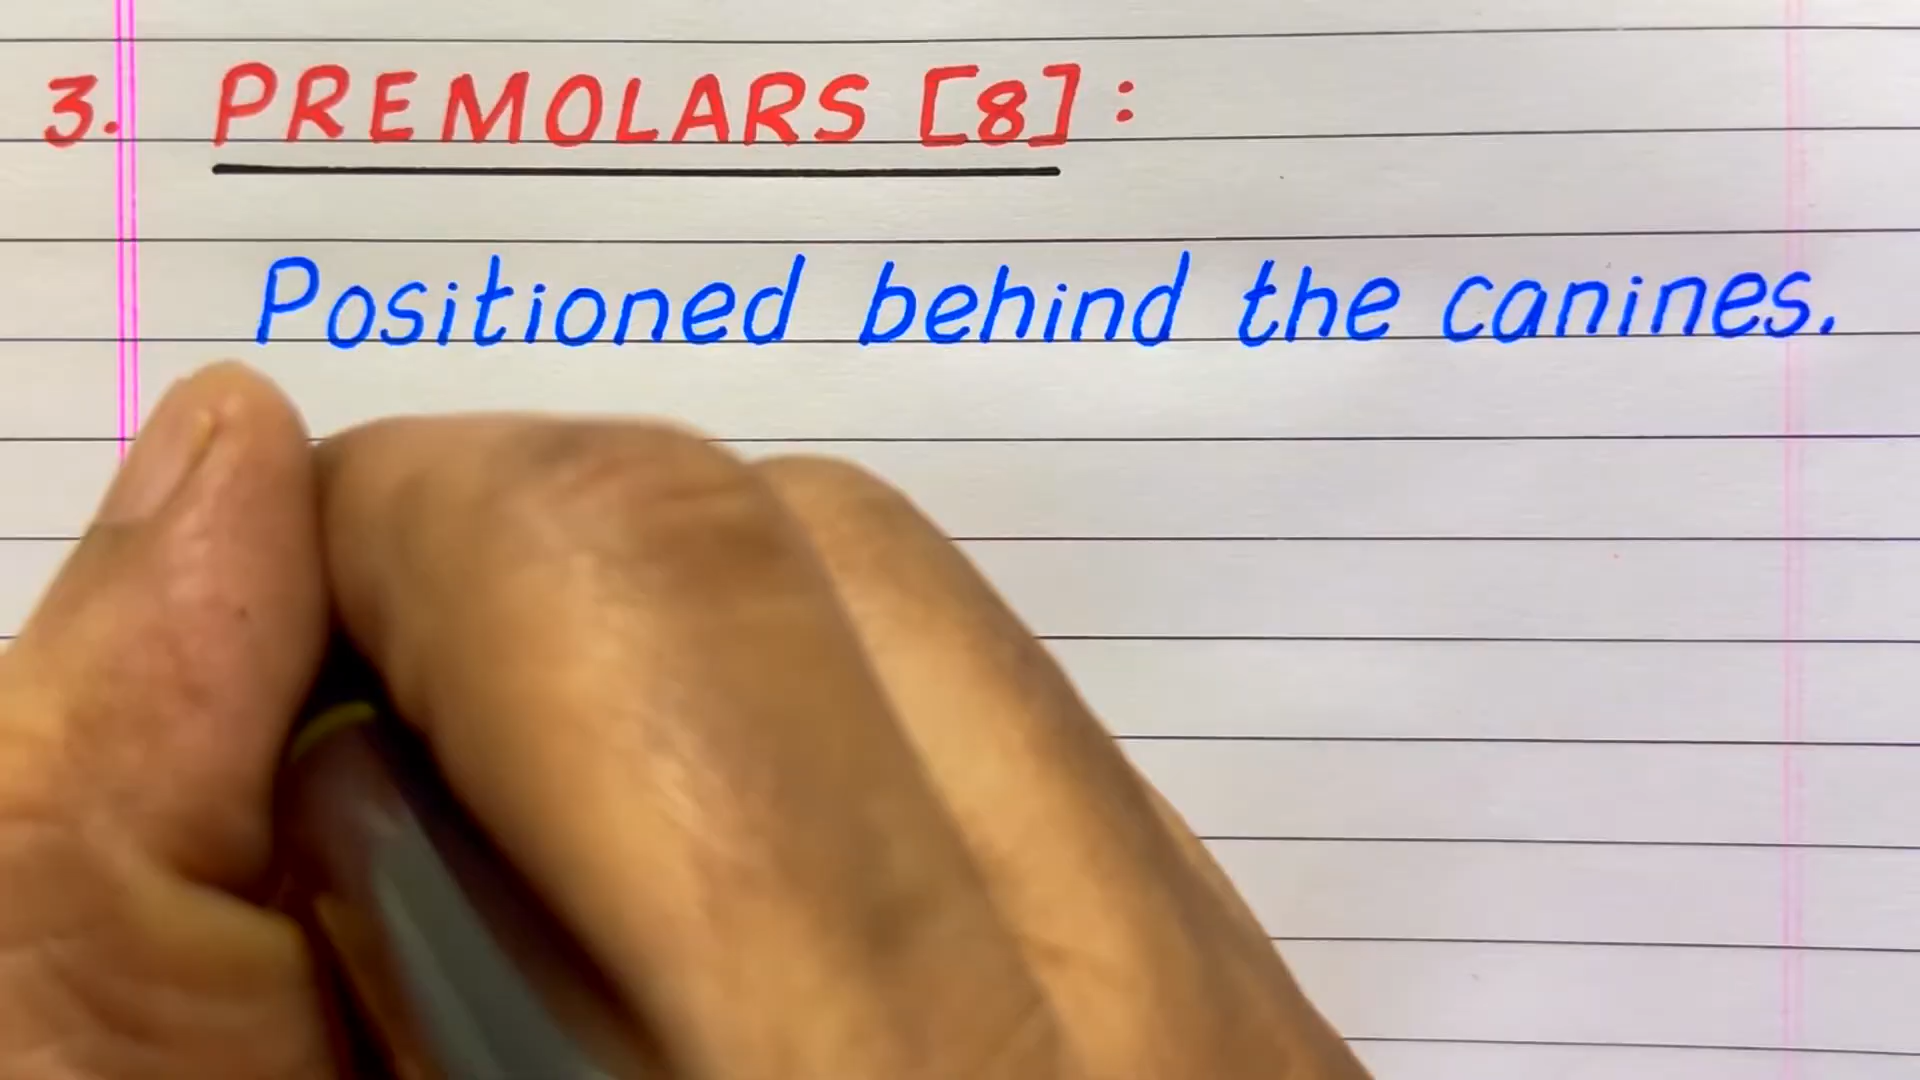 3. PREMOLARS [8]:
Positioned behind the canines.